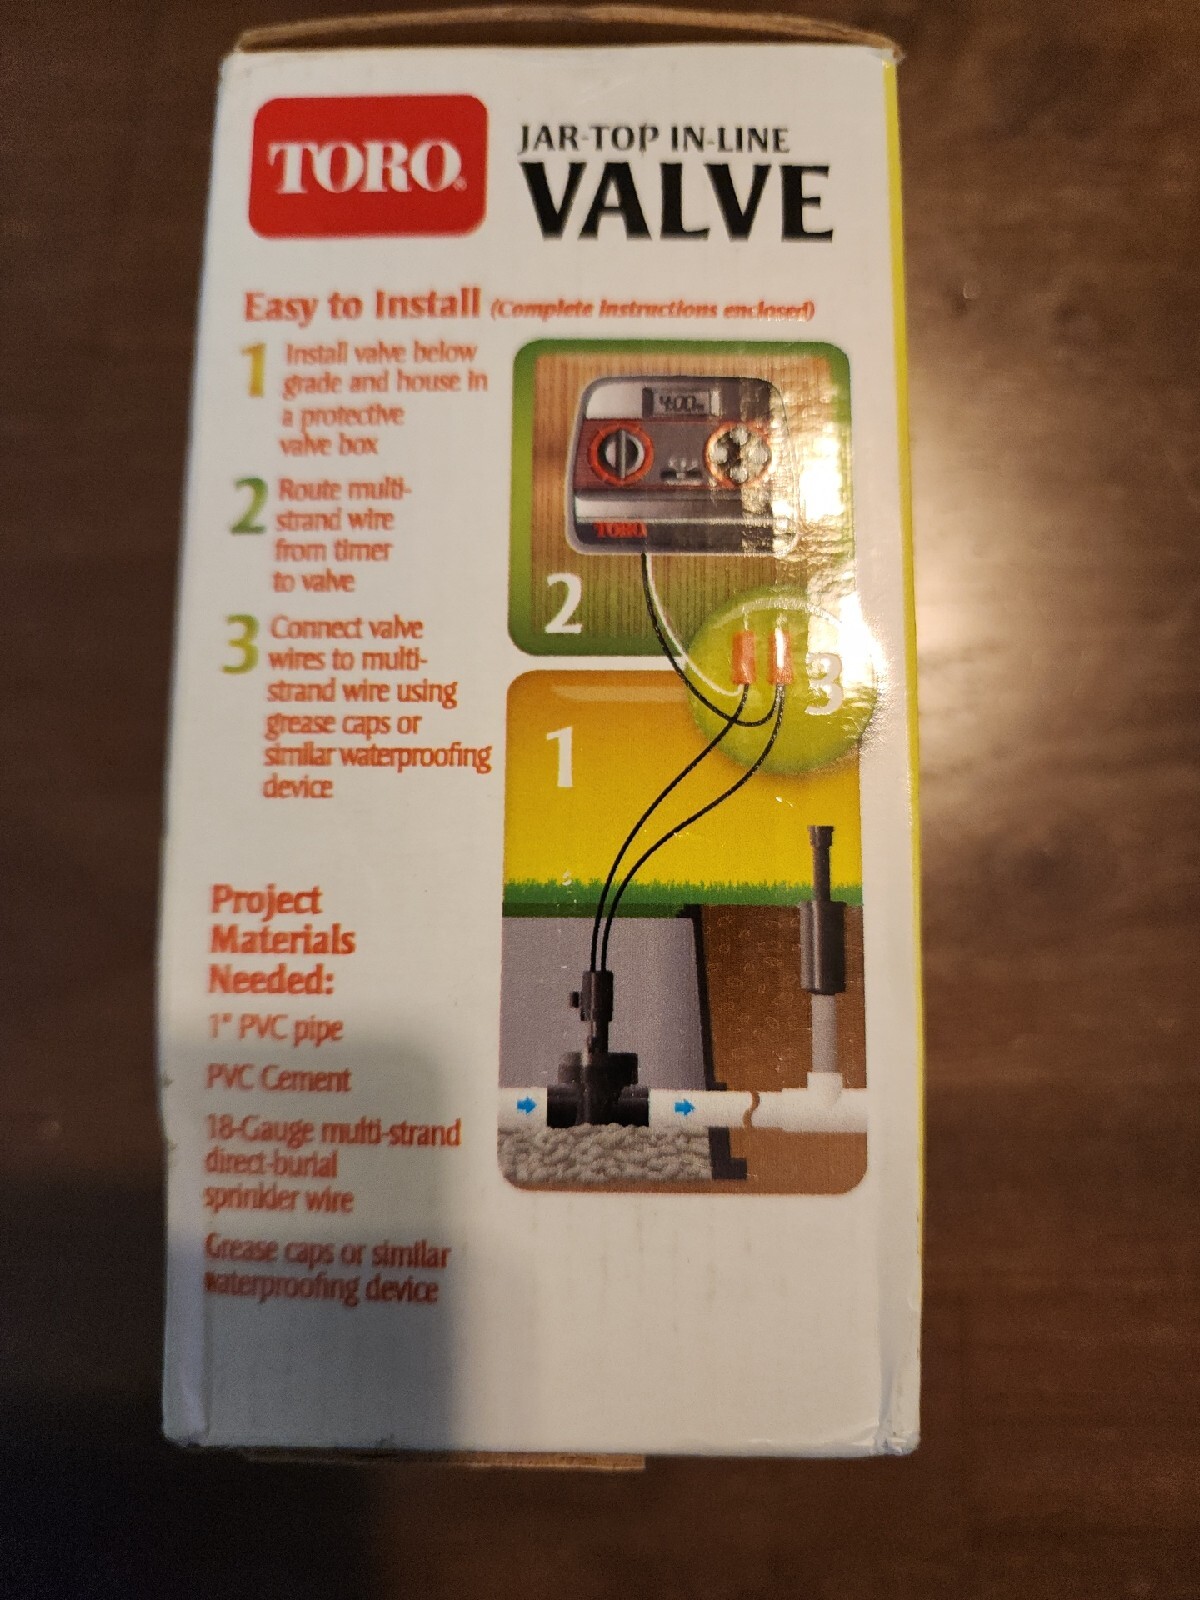 TORO
JAR-TOP IN-LINE
VALVE
Easy to Install (Complete instructions enclosed)
1 Install valve below
grade and house in
a protective
valve box
2 Route multi-
strand wire
from timer
to valve
3 Connect valve
wires to multi-
strand wire using
grease caps or
similar waterproofing
device
4:00
TORO
2
3
1
Project
Materials
Needed:
1" PVC pipe
PVC Cement
18-Gauge multi-strand
direct-burial
sprinkler wire
Grease caps or similar
waterproofing device